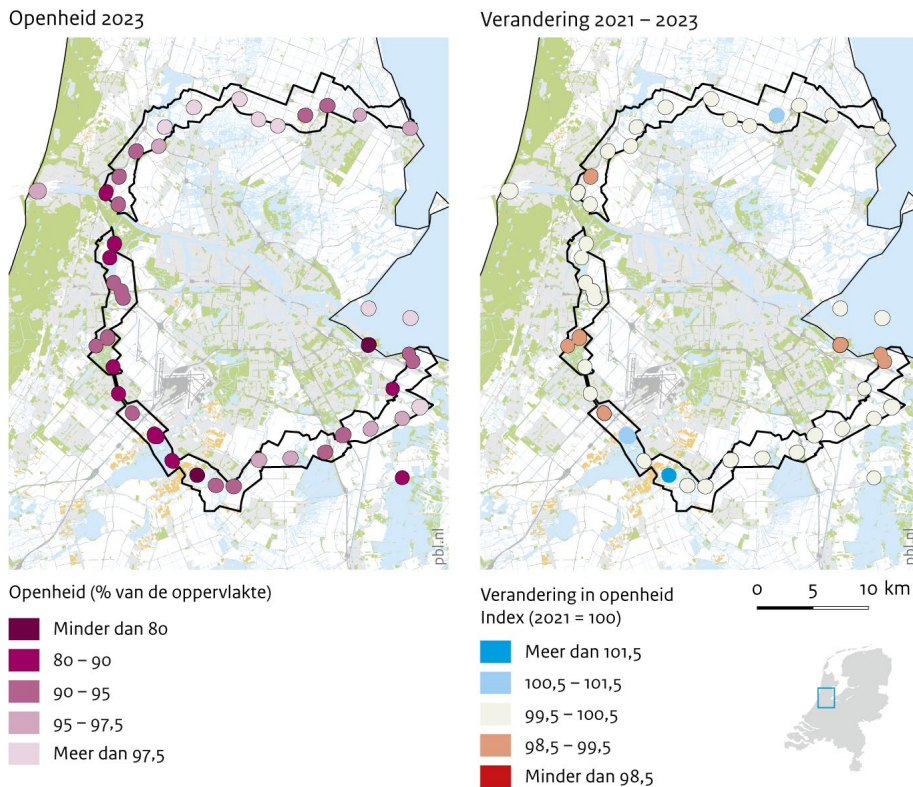 Openheid 2023
Verandering 2021 – 2023
pbl.nl
pbl.nl
Openheid (% van de oppervlakte)
Minder dan 80
80 – 90
90 – 95
95 – 97,5
Meer dan 97,5
Verandering in openheid
Index (2021 = 100)
Meer dan 101,5
100,5 – 101,5
99,5 – 100,5
98,5 – 99,5
Minder dan 98,5
0 5 10 km